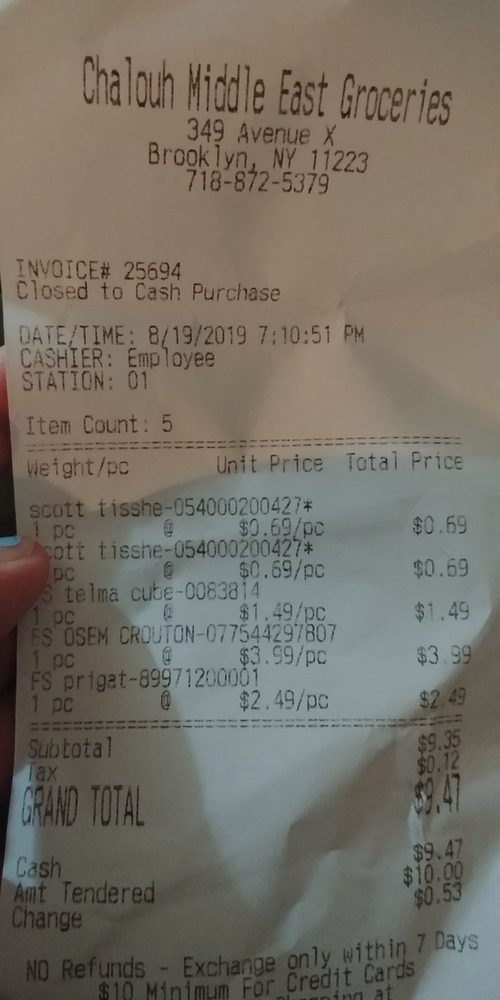 Chalouh Middle East Groceries
349 Avenue X
Brooklyn, NY 11223
718-872-5379
INVOICE# 25694
Closed to Cash Purchase
DATE/TIME: 8/19/2019 7:10:51 PM
CASHIER: Employee
STATION: 01
Item Count: 5
Weight/pc Unit Price Total Price
scott tisshe-054000200427*
1 pc @ $0.69/pc $0.69
cott tisshe-054000200427*
pc @ $0.69/pc $0.69
FS telma cube-0083814
1 pc @ $1.49/pc $1.49
FS OSEM CROUTON-077544297807
1 pc @ $3.99/pc $3.99
FS prigat-89971200001
1 pc @ $2.49/pc $2.49
Subtotal $9.35
Tax $0.12
GRAND TOTAL $9.47
Cash $9.47
Amt Tendered $10.00
Change $0.53
NO Refunds - Exchange only within 7 Days
$10 Minimum For Credit Cards
at